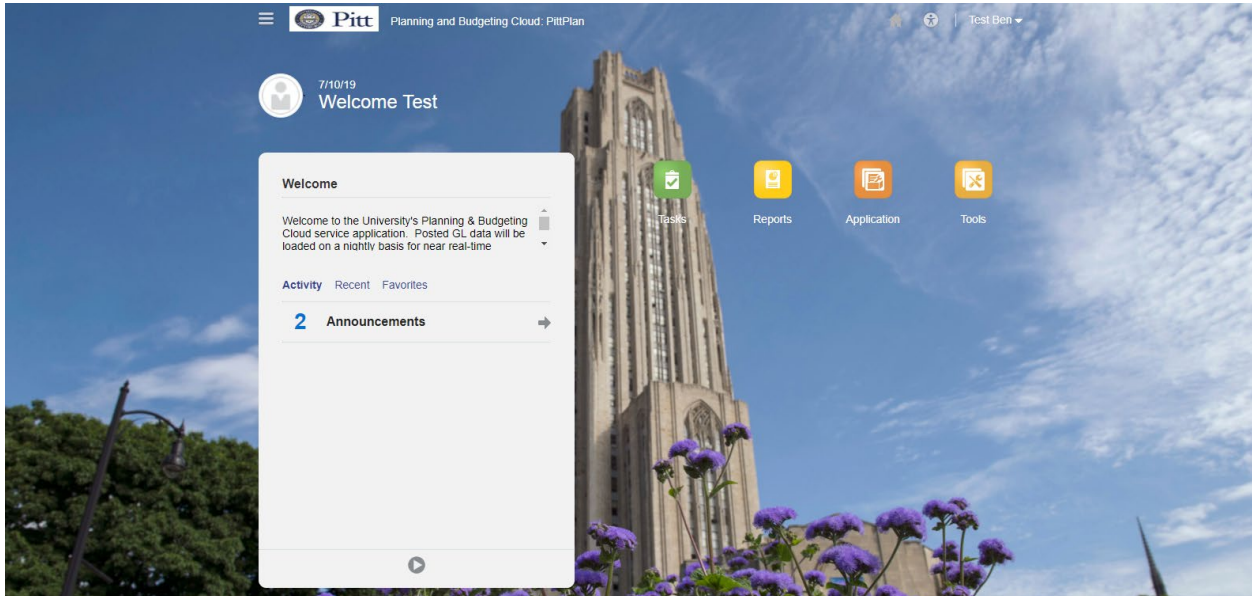 Pitt Planning and Budgeting Cloud: PittPlan Test Ben
7/10/19
Welcome Test
Welcome
Welcome to the University's Planning & Budgeting
Cloud service application. Posted GL data will be
loaded on a nightly basis for near real-time
Activity Recent Favorites
2 Announcements
Tasks Reports Application Tools